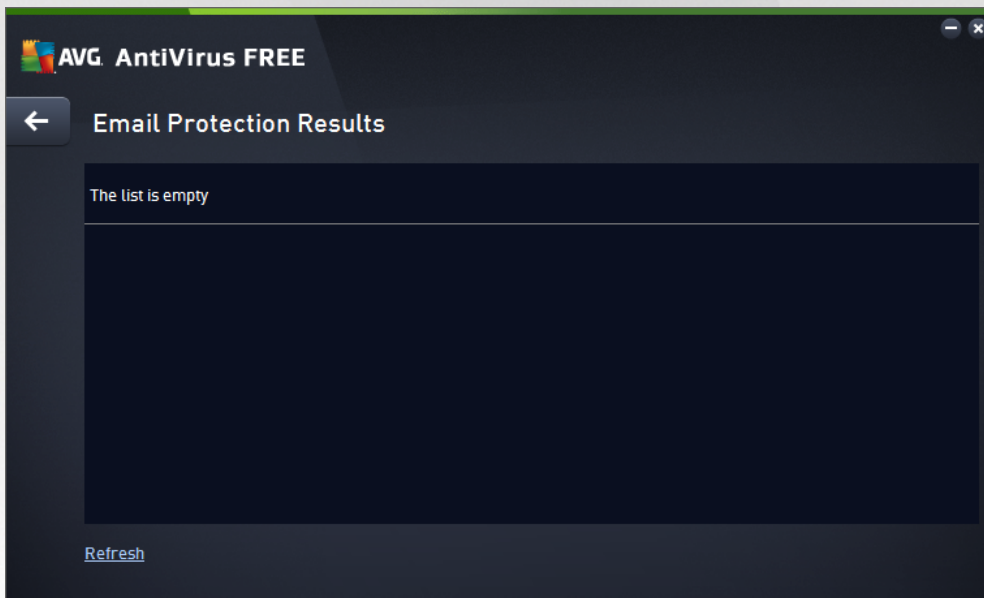 AVG. AntiVirus FREE
Email Protection Results
The list is empty
Refresh